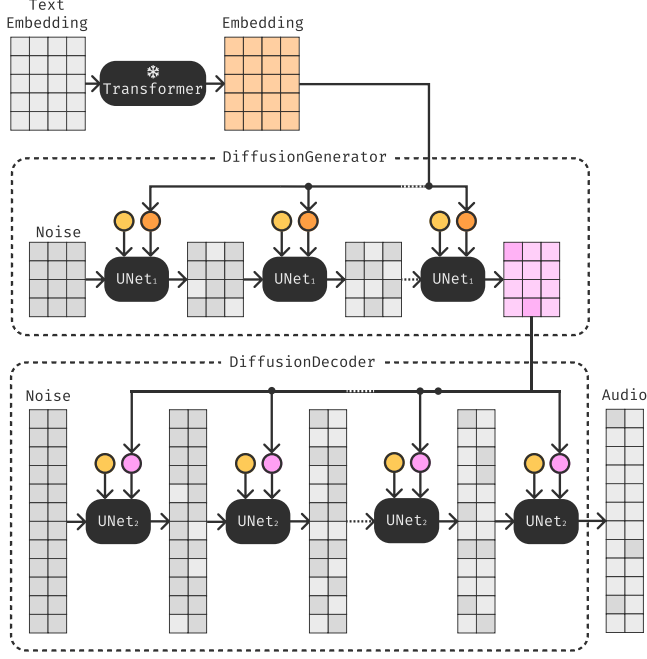 Text
Embedding
Embedding
Transformer
DiffusionGenerator
Noise
UNet₁
UNet₁
UNet₁
DiffusionDecoder
Noise
Audio
UNet₂
UNet₂
UNet₂
UNet₂